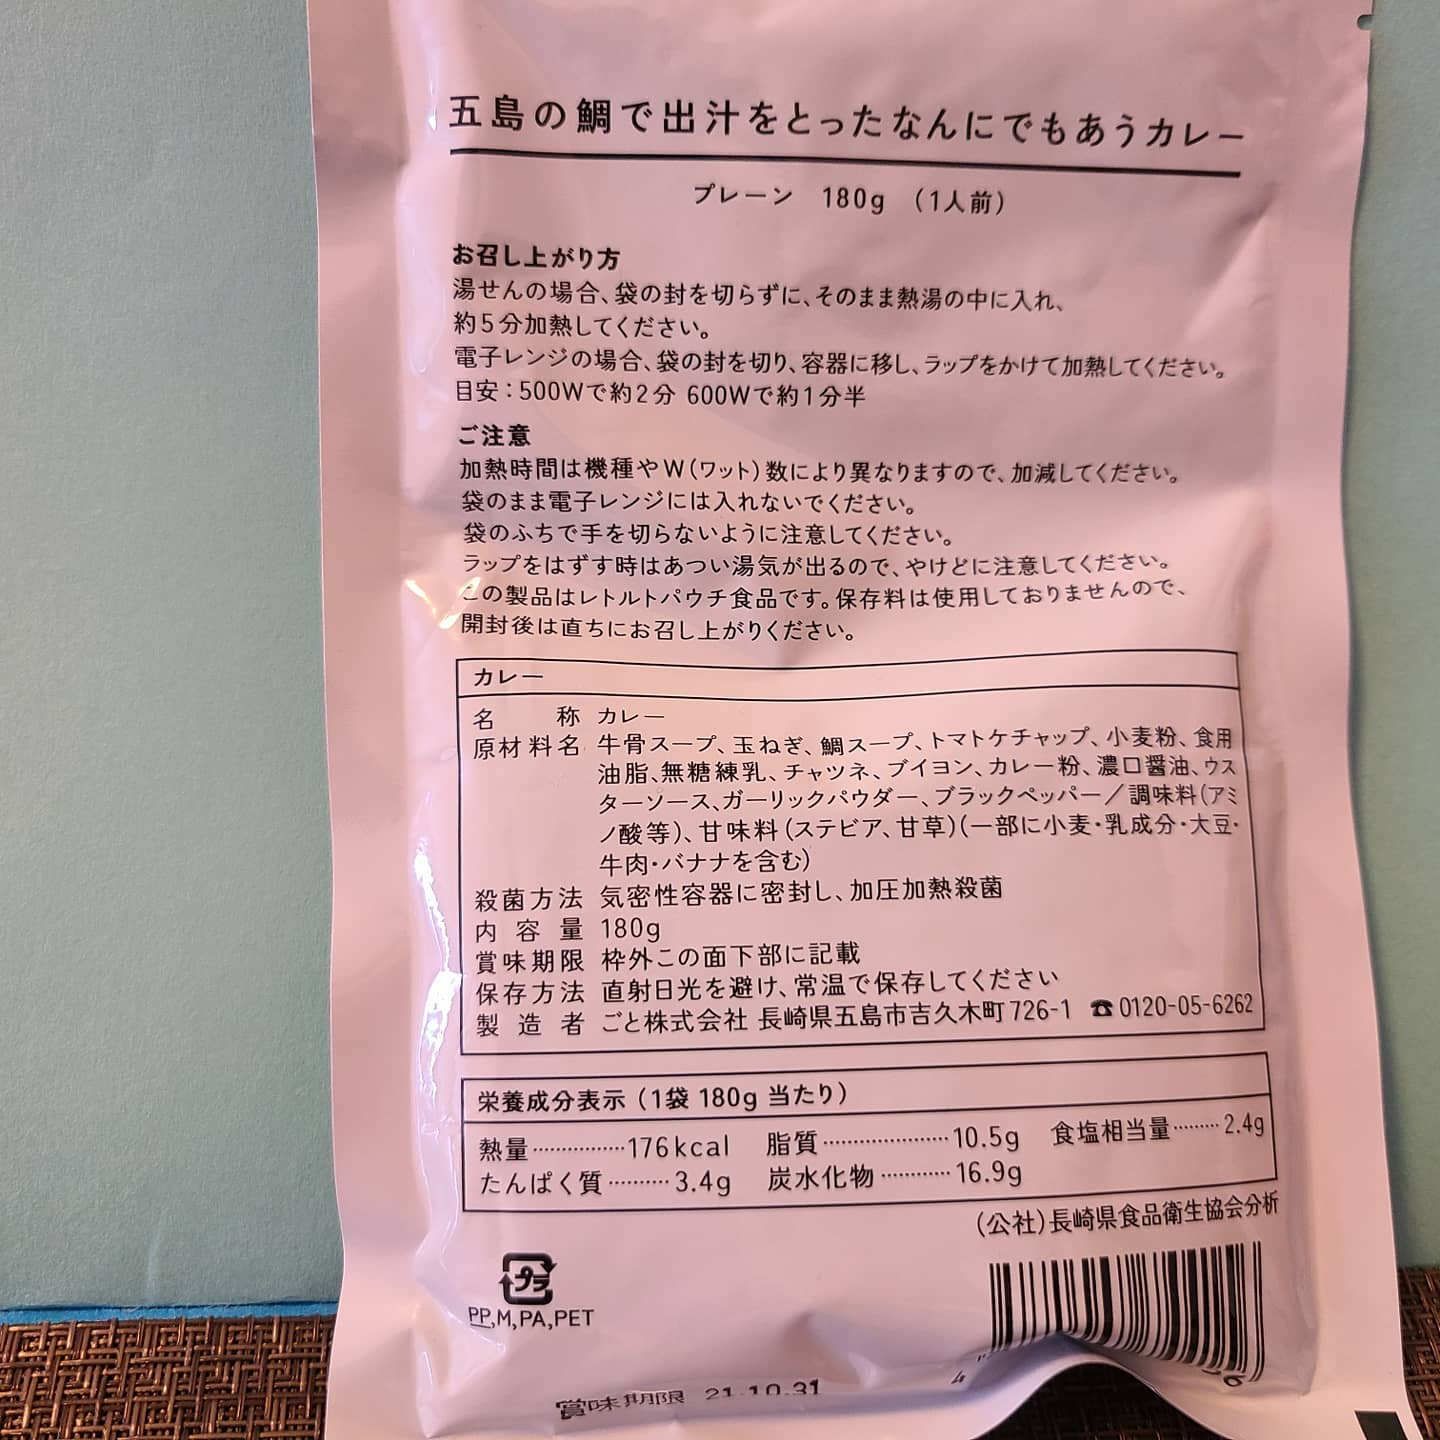 五島の鯛で出汁をとったなんにでもあうカレー
プレーン 180g （1人前）
お召し上がり方
湯せんの場合、袋の封を切らずに、そのまま熱湯の中に入れ、
約5分加熱してください。
電子レンジの場合、袋の封を切り、容器に移し、ラップをかけて加熱してください。
目安：500Wで約2分 600Wで約1分半
ご注意
加熱時間は機種やW（ワット）数により異なりますので、加減してください。
袋のまま電子レンジには入れないでください。
袋のふちで手を切らないように注意してください。
ラップをはずす時はあつい湯気が出るので、やけどに注意してください。
この製品はレトルトパウチ食品です。保存料は使用しておりませんので、
開封後は直ちにお召し上がりください。
カレー
名称 カレー
原材料名 牛骨スープ、玉ねぎ、鯛スープ、トマトケチャップ、小麦粉、食用
油脂、無糖練乳、チャツネ、ブイヨン、カレー粉、濃口醤油、ウス
ターソース、ガーリックパウダー、ブラックペッパー／調味料（アミ
ノ酸等）、甘味料（ステビア、甘草）（一部に小麦・乳成分・大豆・
牛肉・バナナを含む）
殺菌方法 気密性容器に密封し、加圧加熱殺菌
内容量 180g
賞味期限 枠外この面下部に記載
保存方法 直射日光を避け、常温で保存してください
製造者 ごと株式会社 長崎県五島市吉久木町726-1 ☎0120-05-6262
栄養成分表示（1袋 180g 当たり）
熱量……………176kcal 脂質…………………10.5g 食塩相当量………2.4g
たんぱく質………3.4g 炭水化物…………16.9g
（公社）長崎県食品衛生協会分析
プラ
PP,M,PA,PET
賞味期限 21.10.31